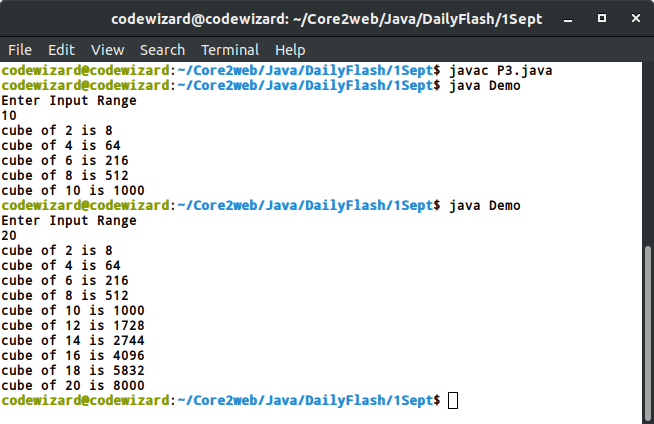 codewizard@codewizard: ~/Core2web/Java/DailyFlash/1Sept
File Edit View Search Terminal Help
codewizard@codewizard:~/Core2web/Java/DailyFlash/1Sept$ javac P3.java
codewizard@codewizard:~/Core2web/Java/DailyFlash/1Sept$ java Demo
Enter Input Range
10
cube of 2 is 8
cube of 4 is 64
cube of 6 is 216
cube of 8 is 512
cube of 10 is 1000
codewizard@codewizard:~/Core2web/Java/DailyFlash/1Sept$ java Demo
Enter Input Range
20
cube of 2 is 8
cube of 4 is 64
cube of 6 is 216
cube of 8 is 512
cube of 10 is 1000
cube of 12 is 1728
cube of 14 is 2744
cube of 16 is 4096
cube of 18 is 5832
cube of 20 is 8000
codewizard@codewizard:~/Core2web/Java/DailyFlash/1Sept$